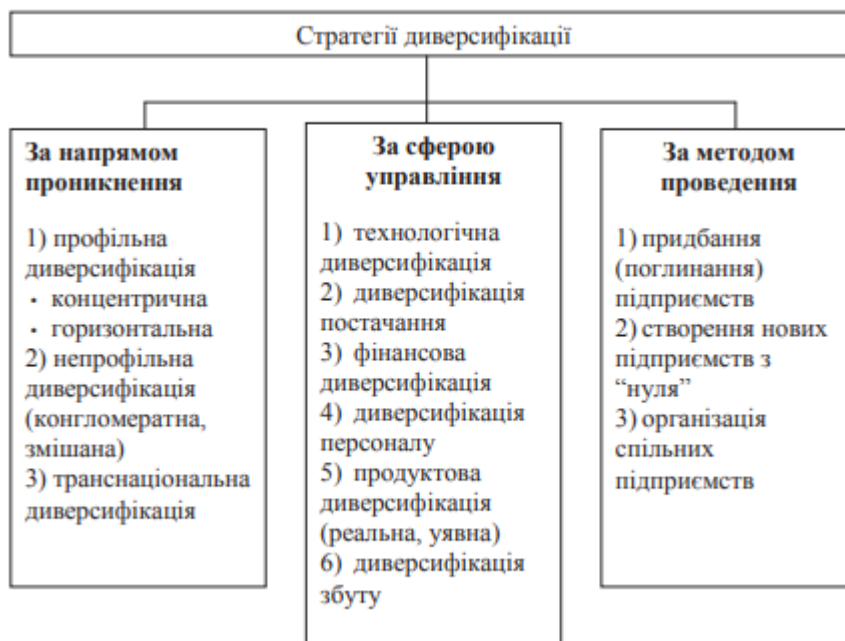 Стратегії диверсифікації
За напрямом
проникнення
1) профільна
диверсифікація
· концентрична
· горизонтальна
2) непрофільна
диверсифікація
(конгломератна,
змішана)
3) транснаціональна
диверсифікація
За сферою
управління
1) технологічна
диверсифікація
2) диверсифікація
постачання
3) фінансова
диверсифікація
4) диверсифікація
персоналу
5) продуктова
диверсифікація
(реальна, уявна)
6) диверсифікація
збуту
За методом
проведення
1) придбання
(поглинання)
підприємств
2) створення нових
підприємств з
“нуля”
3) організація
спільних
підприємств